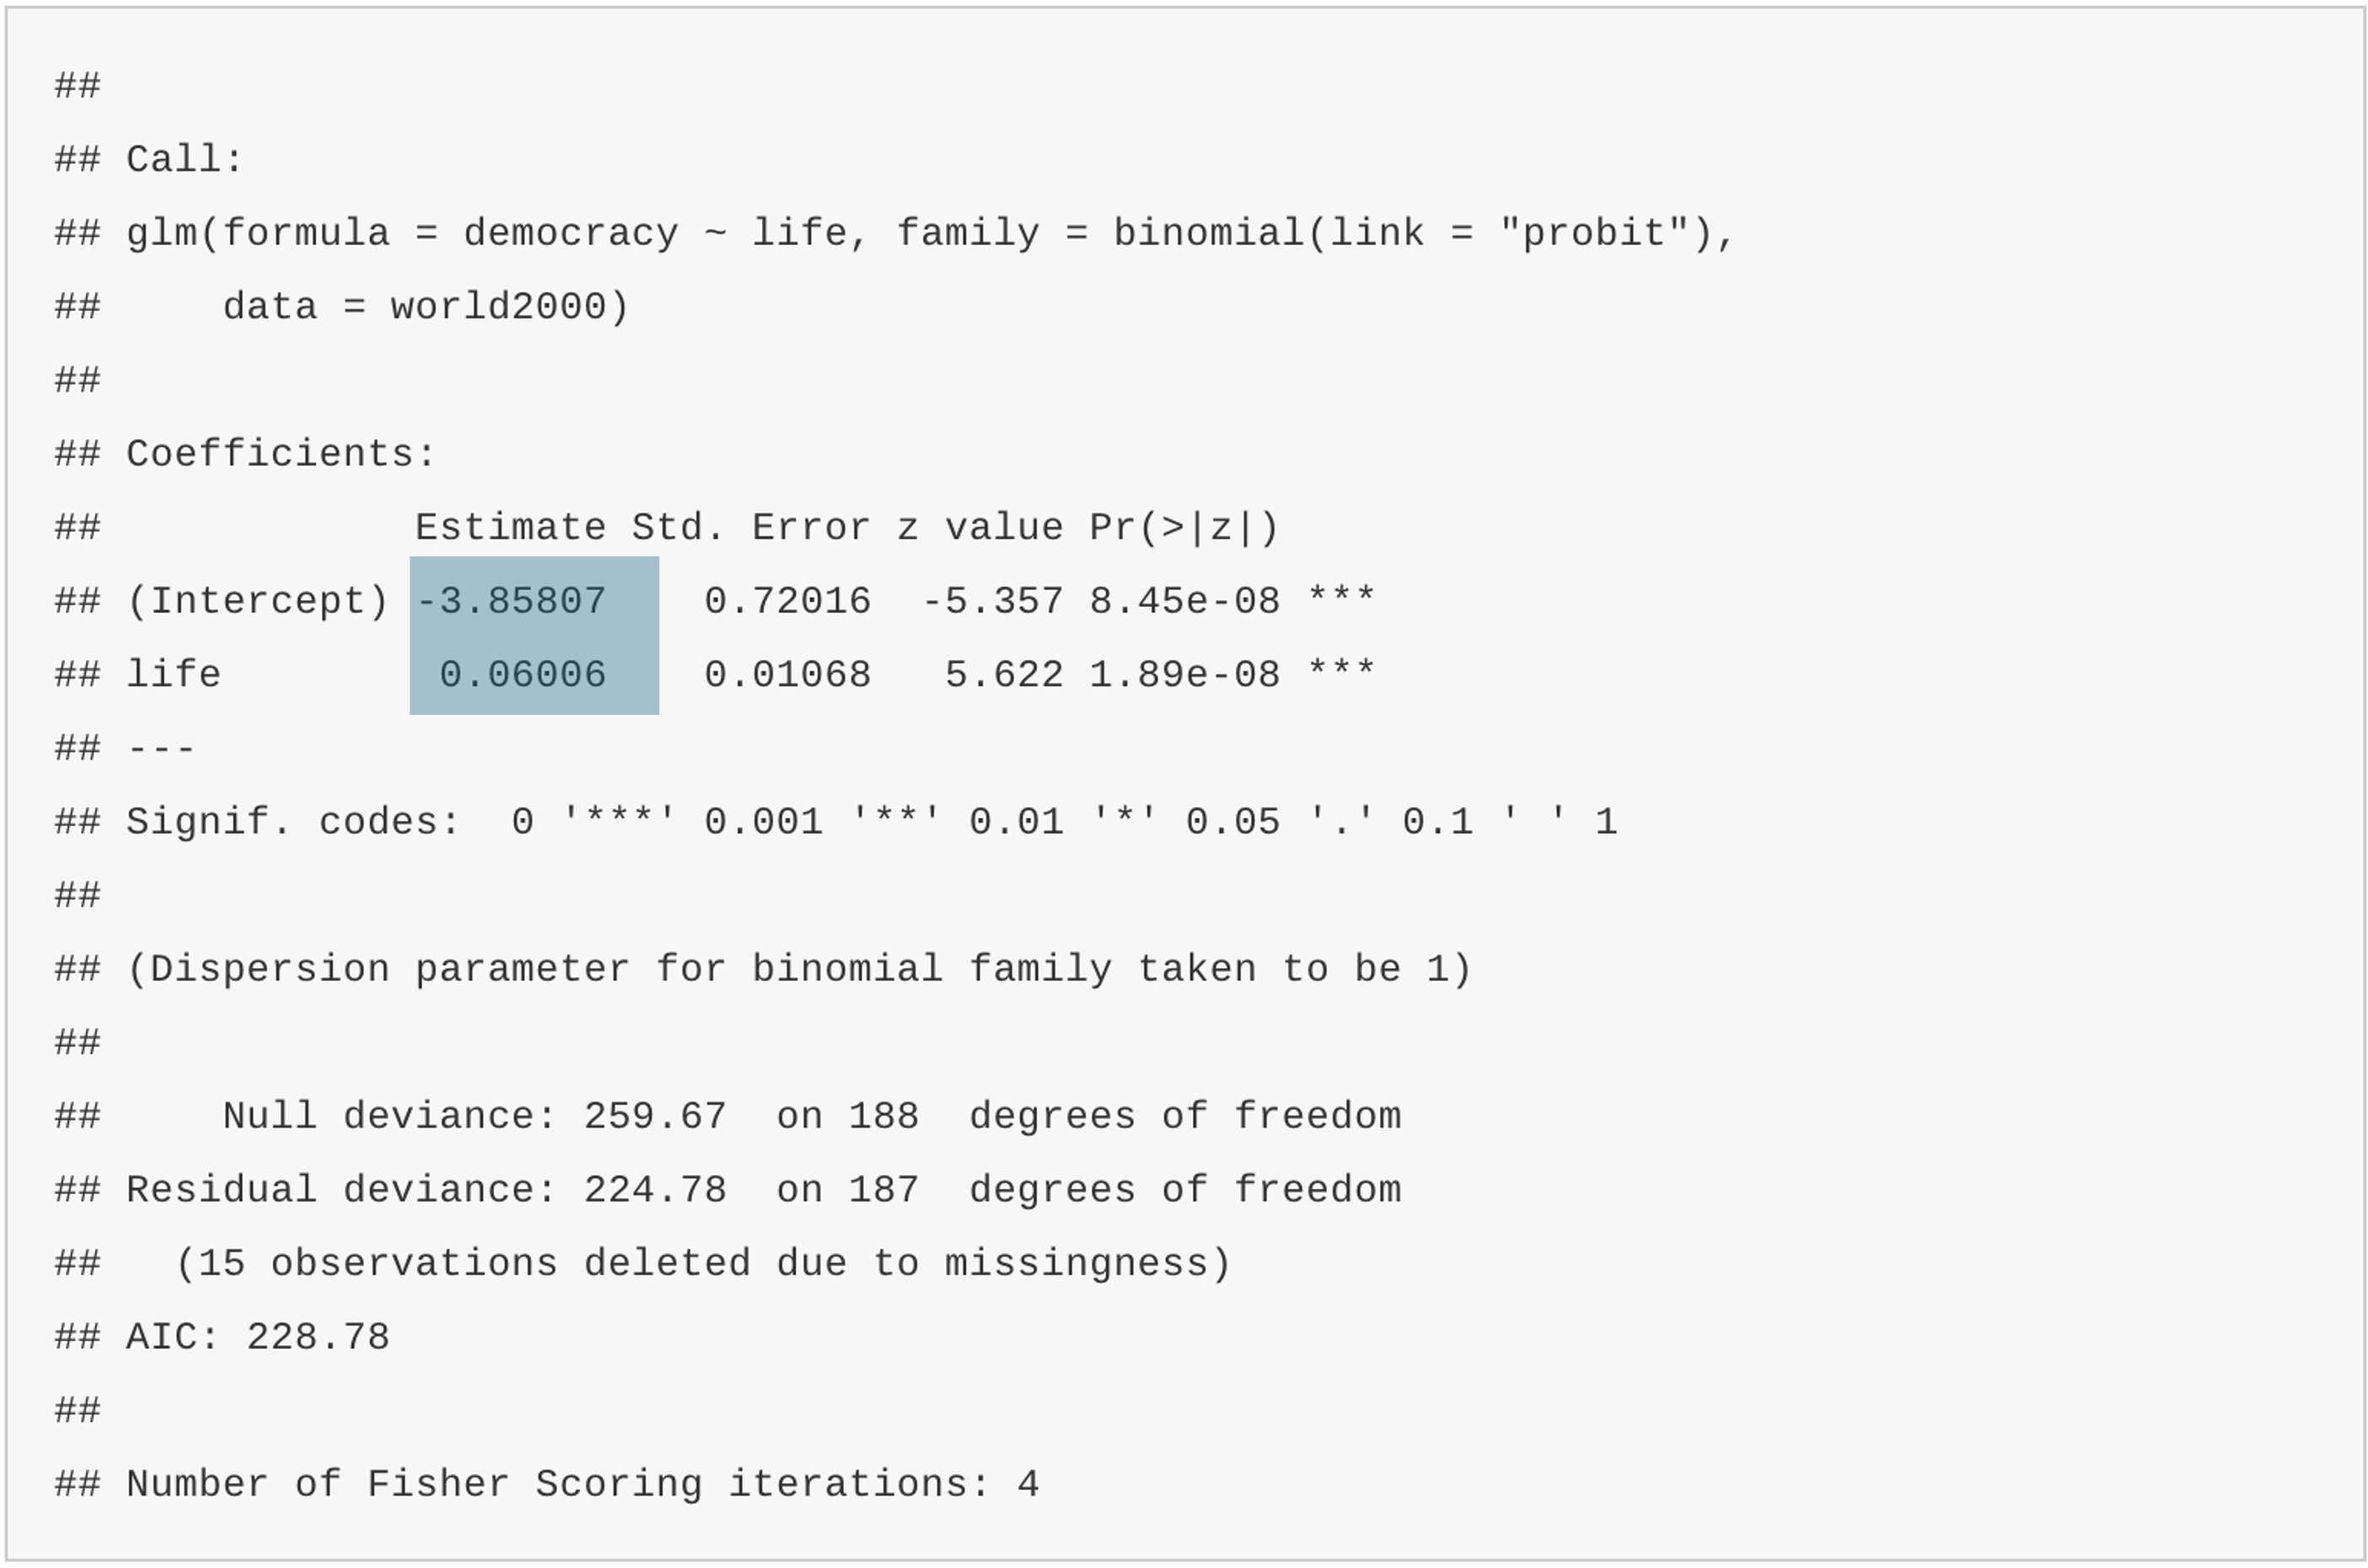 ##
## Call:
## glm(formula = democracy ~ life, family = binomial(link = "probit"),
##     data = world2000)
##
## Coefficients:
##             Estimate Std. Error z value Pr(>|z|)
## (Intercept) -3.85807    0.72016  -5.357 8.45e-08 ***
## life         0.06006    0.01068   5.622 1.89e-08 ***
## ---
## Signif. codes:  0 '***' 0.001 '**' 0.01 '*' 0.05 '.' 0.1 ' ' 1
##
## (Dispersion parameter for binomial family taken to be 1)
##
##     Null deviance: 259.67  on 188  degrees of freedom
## Residual deviance: 224.78  on 187  degrees of freedom
##   (15 observations deleted due to missingness)
## AIC: 228.78
##
## Number of Fisher Scoring iterations: 4